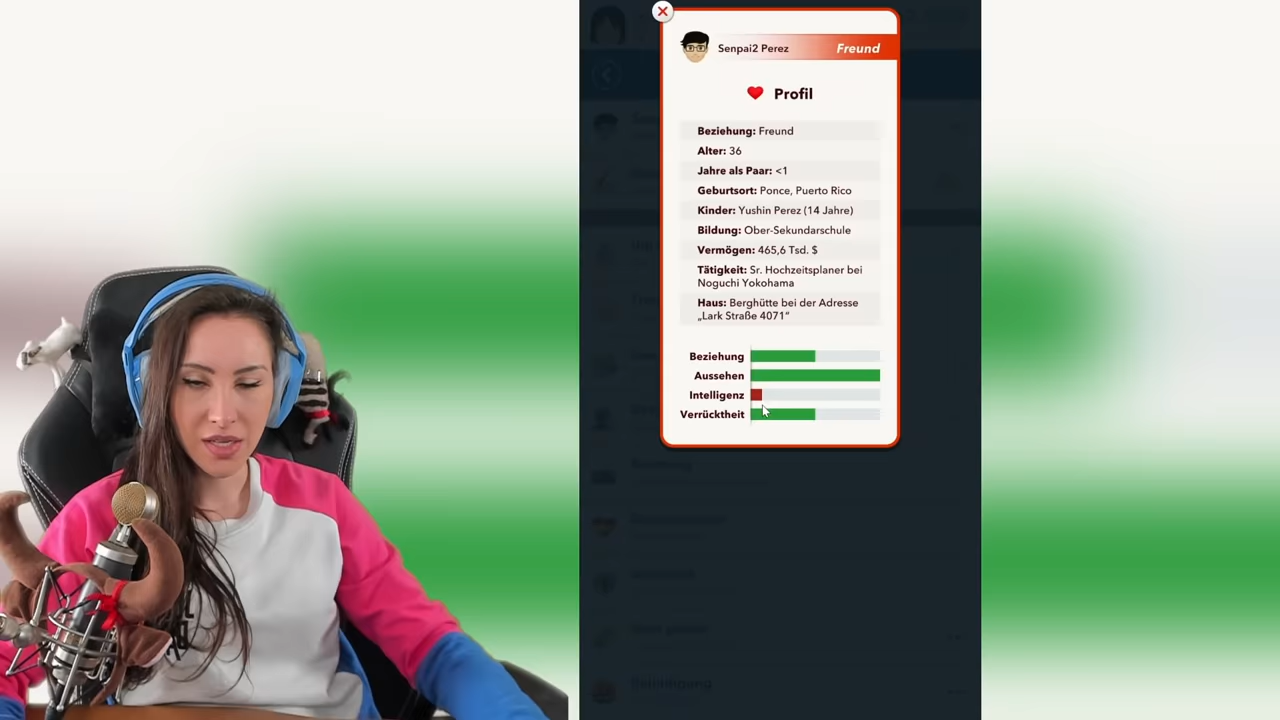 Senpai2 Perez
Freund
Profil
Beziehung: Freund
Alter: 36
Jahre als Paar: <1
Geburtsort: Ponce, Puerto Rico
Kinder: Yushin Perez (14 Jahre)
Bildung: Ober-Sekundarschule
Vermögen: 465,6 Tsd. $
Tätigkeit: Sr. Hochzeitsplaner bei
Noguchi Yokohama
Haus: Berghütte bei der Adresse
„Lark Straße 4071“
Beziehung
Aussehen
Intelligenz
Verrücktheit